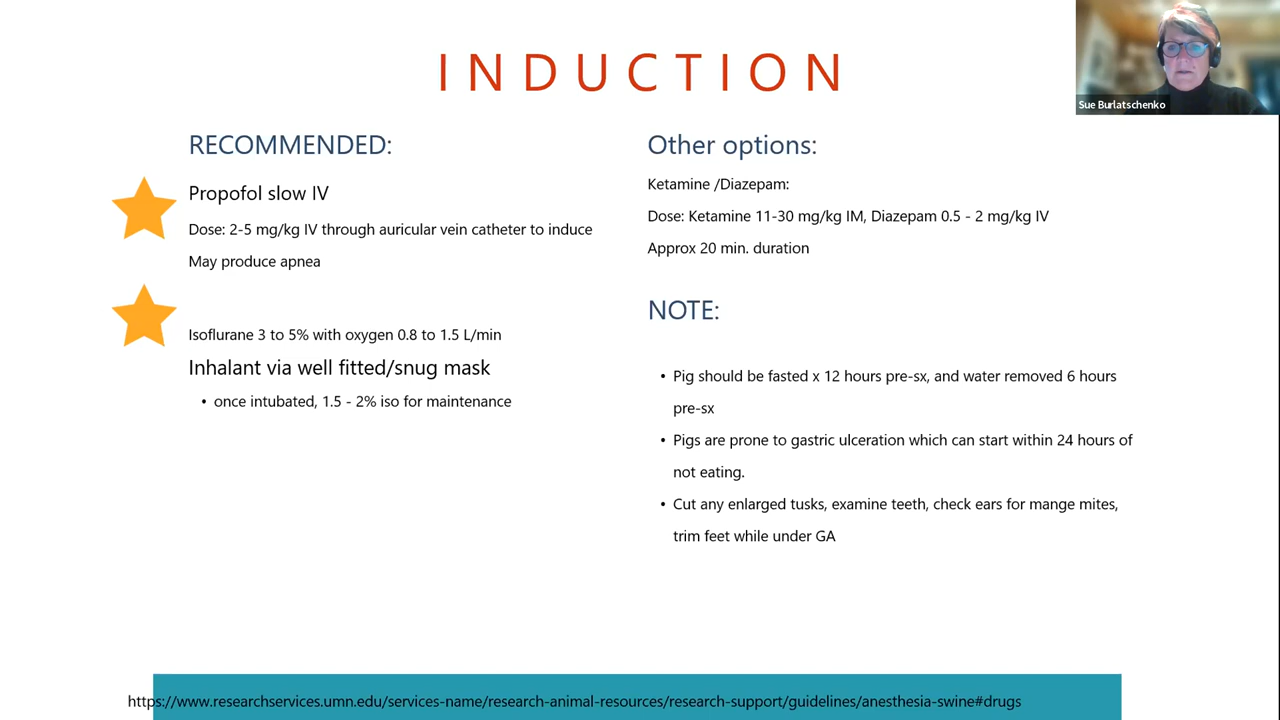 INDUCTION
Sue Burlatschenko
RECOMMENDED:
Propofol slow IV
Dose: 2-5 mg/kg IV through auricular vein catheter to induce
May produce apnea
Isoflurane 3 to 5% with oxygen 0.8 to 1.5 L/min
Inhalant via well fitted/snug mask
• once intubated, 1.5 - 2% iso for maintenance
Other options:
Ketamine /Diazepam:
Dose: Ketamine 11-30 mg/kg IM, Diazepam 0.5 - 2 mg/kg IV
Approx 20 min. duration
NOTE:
• Pig should be fasted x 12 hours pre-sx, and water removed 6 hours
pre-sx
• Pigs are prone to gastric ulceration which can start within 24 hours of
not eating.
• Cut any enlarged tusks, examine teeth, check ears for mange mites,
trim feet while under GA
https://www.researchservices.umn.edu/services-name/research-animal-resources/research-support/guidelines/anesthesia-swine#drugs